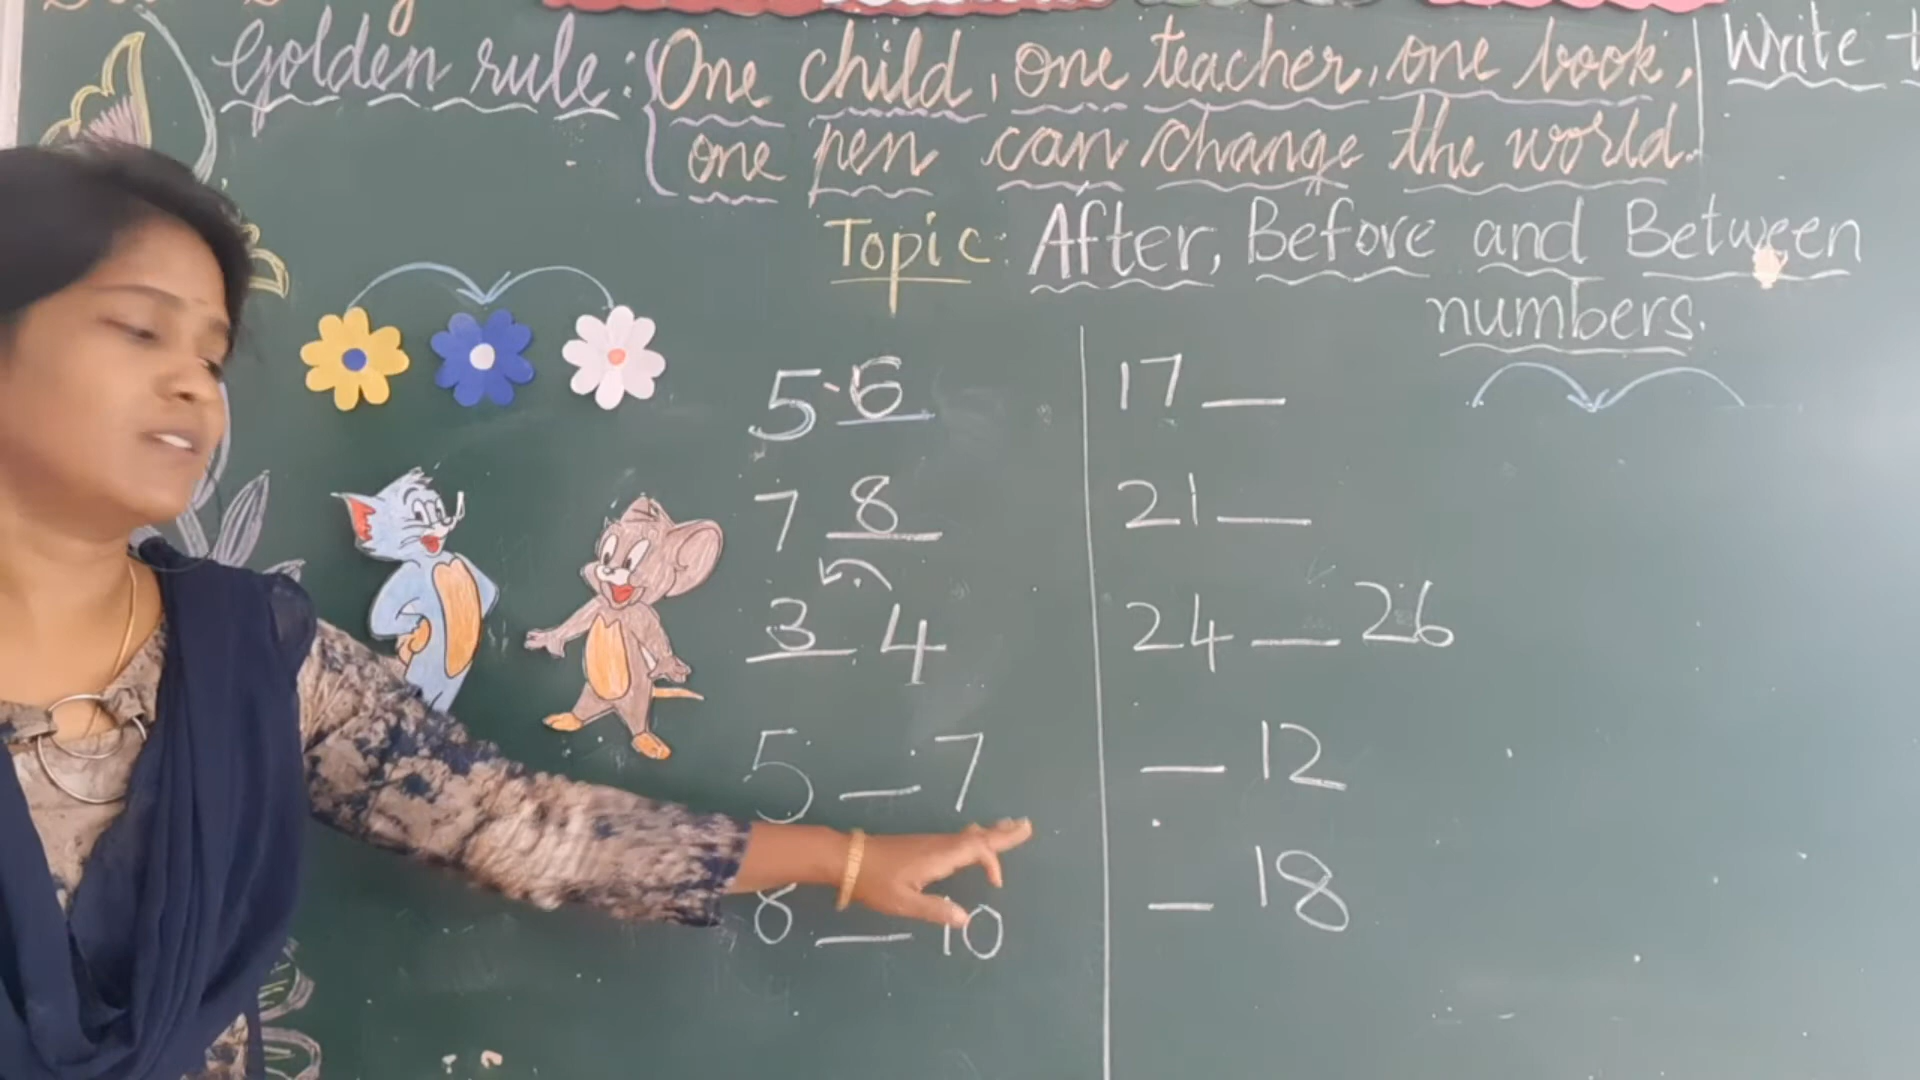 Golden rule: One child, one teacher, one book,
one pen can change the world.
Write
Topic: After, Before and Between
numbers.
5 6
7 8
3 4
5 _ 7
8 _ 10
17 _
21 _
24 _ 26
_ 12
_ 18